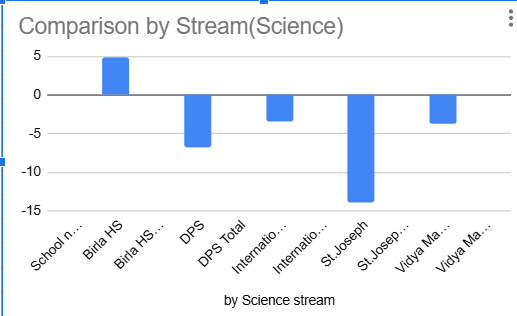 Comparison by Stream(Science)
5
0
-5
-10
-15
School n...
Birla HS
Birla HS...
DPS
DPS Total
Internatio...
Internatio...
St.Joseph
St.Josep...
Vidya Ma...
Vidya Ma...
by Science stream